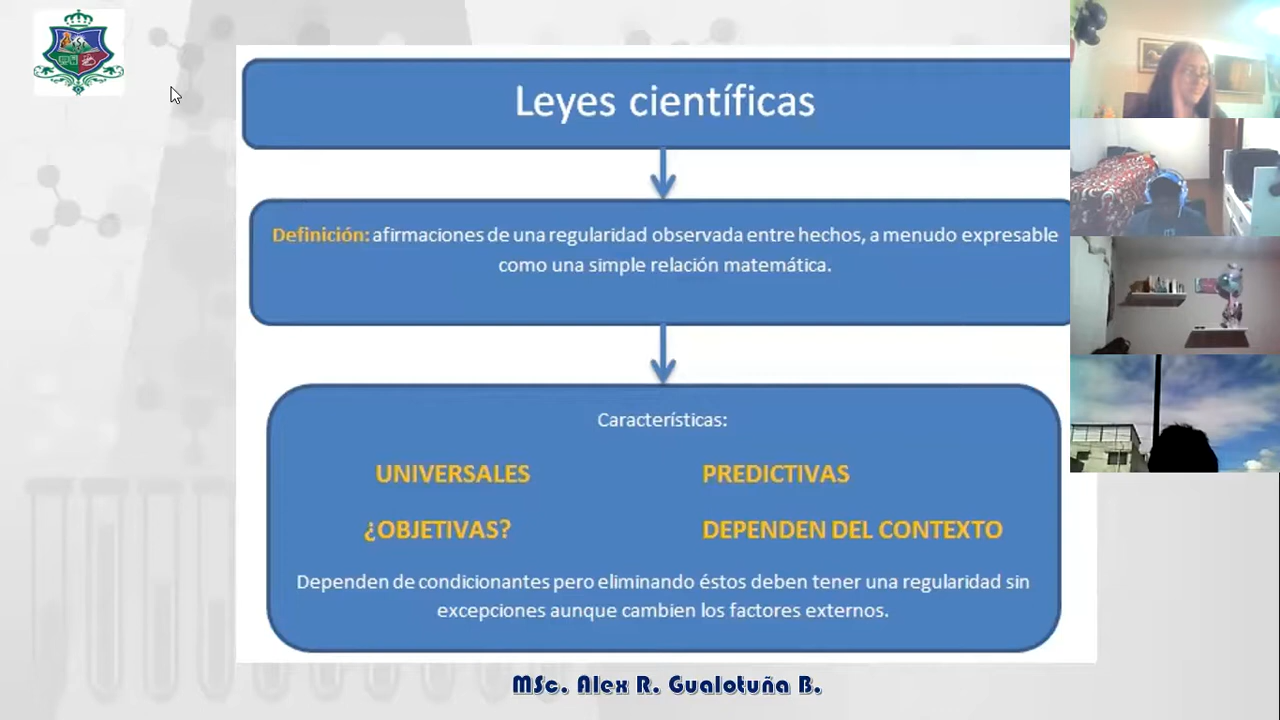 Leyes científicas
Definición: afirmaciones de una regularidad observada entre hechos, a menudo expresable
como una simple relación matemática.
Características:
UNIVERSALES PREDICTIVAS
¿OBJETIVAS? DEPENDEN DEL CONTEXTO
Dependen de condicionantes pero eliminando éstos deben tener una regularidad sin
excepciones aunque cambien los factores externos.
MSc. Alex R. Gualotuña B.